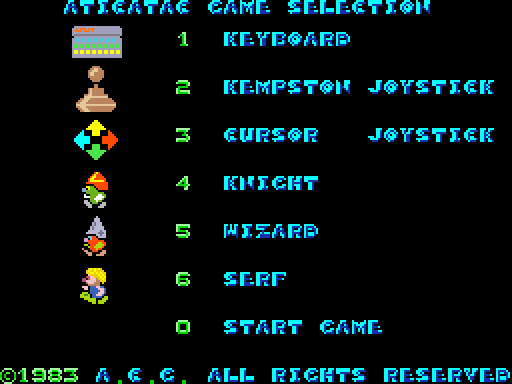 ATICATAC GAME SELECTION
1 KEYBOARD
2 KEMPSTON JOYSTICK
3 CURSOR JOYSTICK
4 KNIGHT
5 WIZARD
6 SERF
0 START GAME
©1983 A.C.G. ALL RIGHTS RESERVED